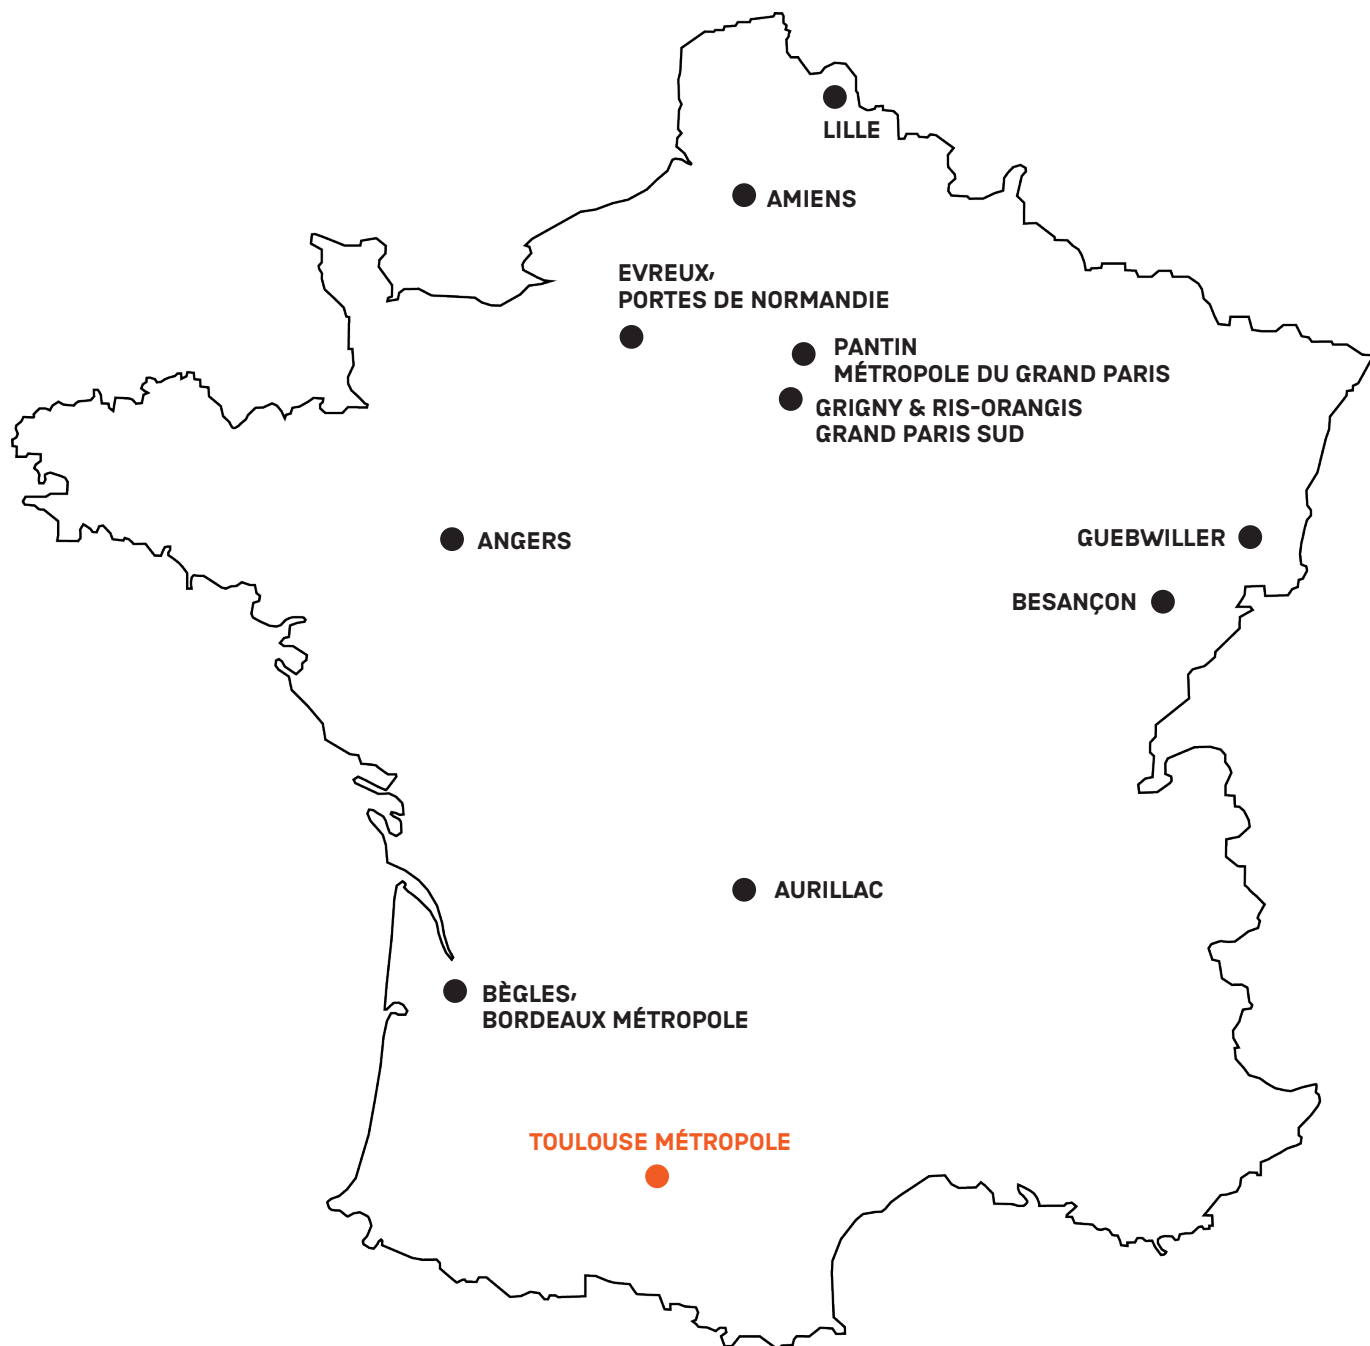 LILLE
AMIENS
EVREUX,
PORTES DE NORMANDIE
PANTIN
MÉTROPOLE DU GRAND PARIS
GRIGNY & RIS-ORANGIS
GRAND PARIS SUD
ANGERS
GUEBWILLER
BESANÇON
AURILLAC
BÈGLES,
BORDEAUX MÉTROPOLE
TOULOUSE MÉTROPOLE